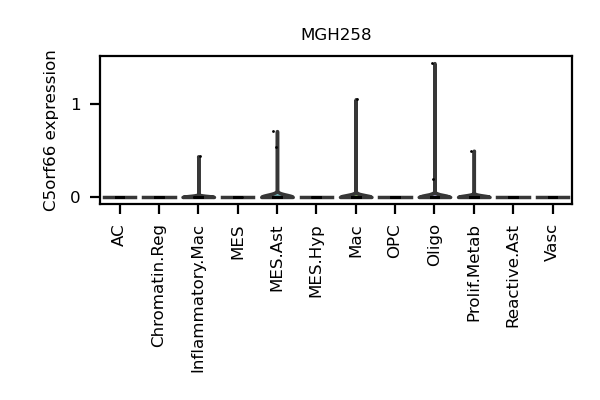 MGH258
C5orf66 expression
1
0
AC
Chromatin.Reg
Inflammatory.Mac
MES
MES.Ast
MES.Hyp
Mac
OPC
Oligo
Prolif.Metab
Reactive.Ast
Vasc